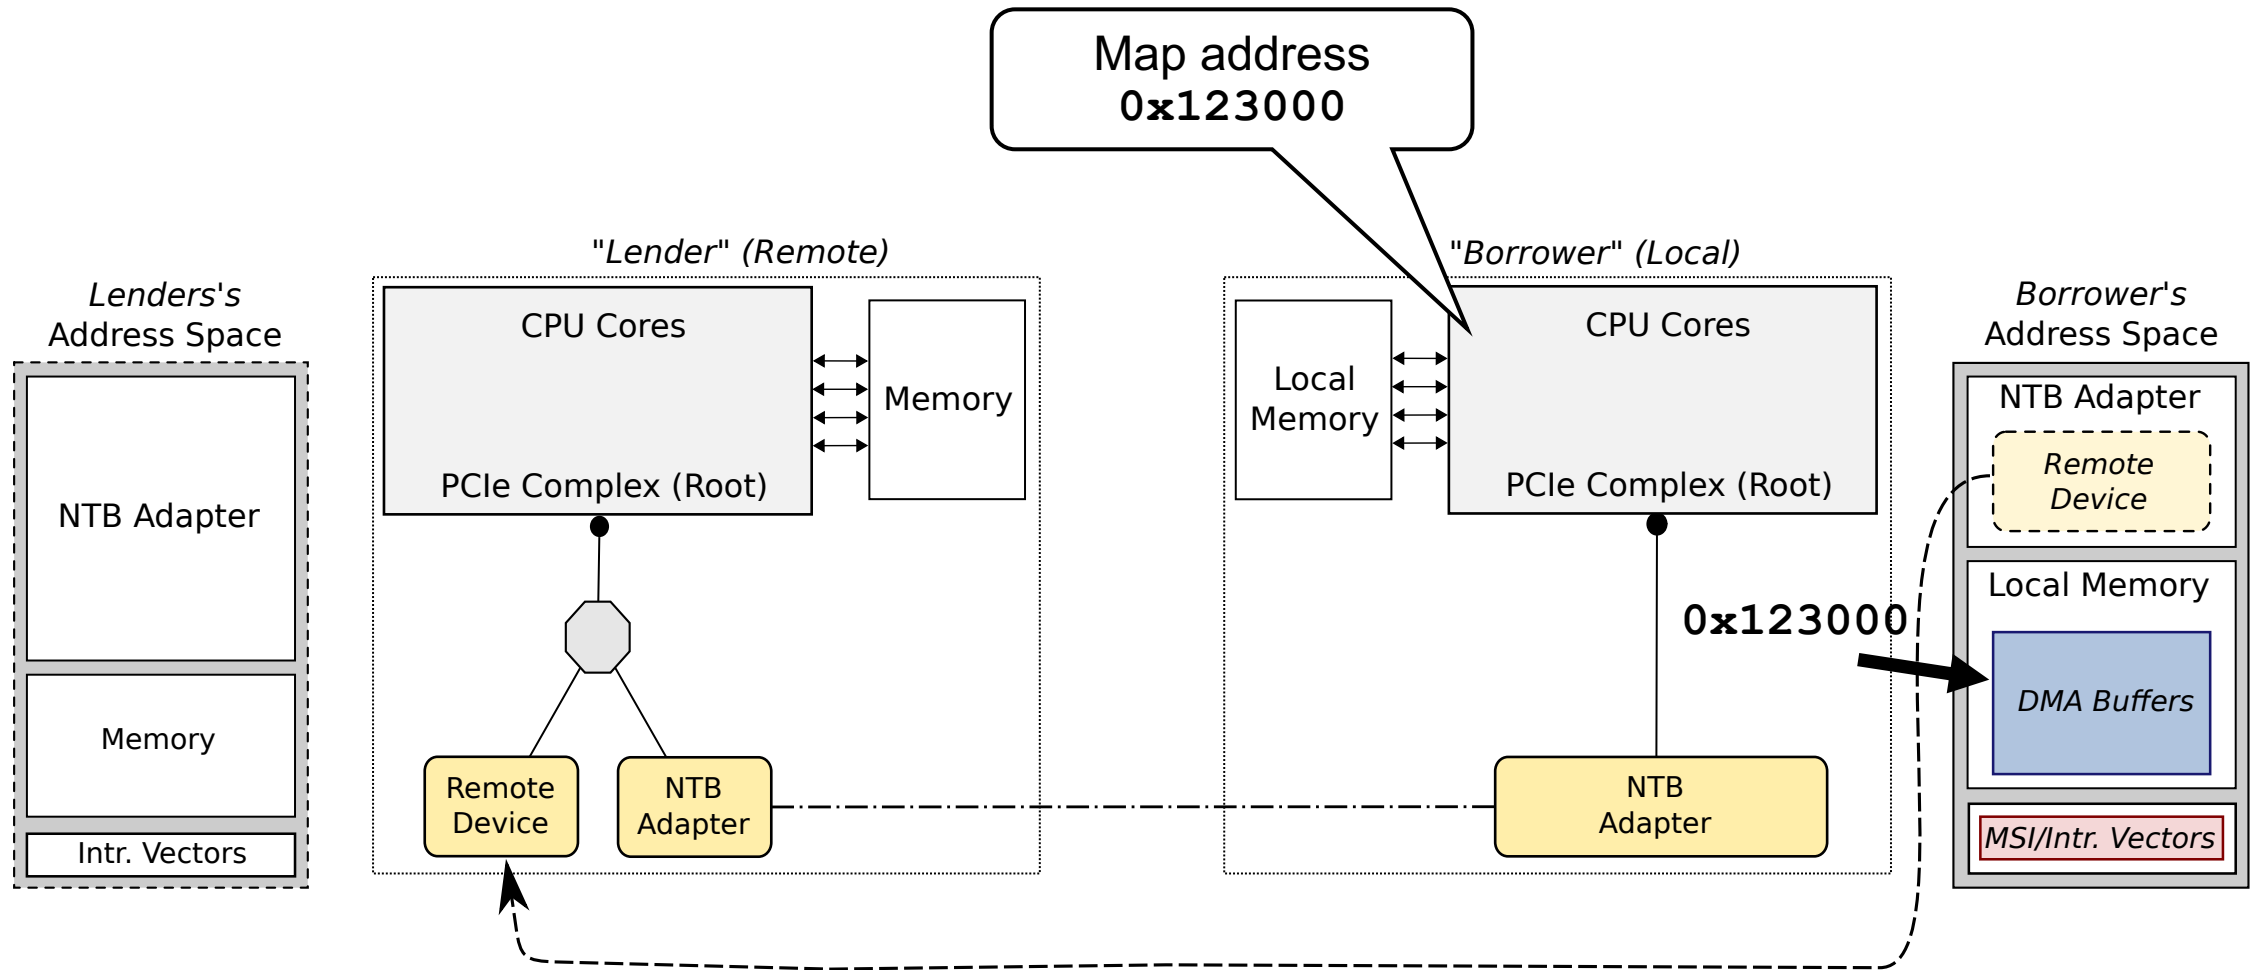 Map address
0x123000
"Lender" (Remote)
"Borrower" (Local)
Lenders's
Address Space
NTB Adapter
Memory
Intr. Vectors
CPU Cores
PCIe Complex (Root)
Memory
Remote
Device
NTB
Adapter
Local
Memory
CPU Cores
PCIe Complex (Root)
NTB
Adapter
0x123000
Borrower's
Address Space
NTB Adapter
Remote
Device
Local Memory
DMA Buffers
MSI/Intr. Vectors